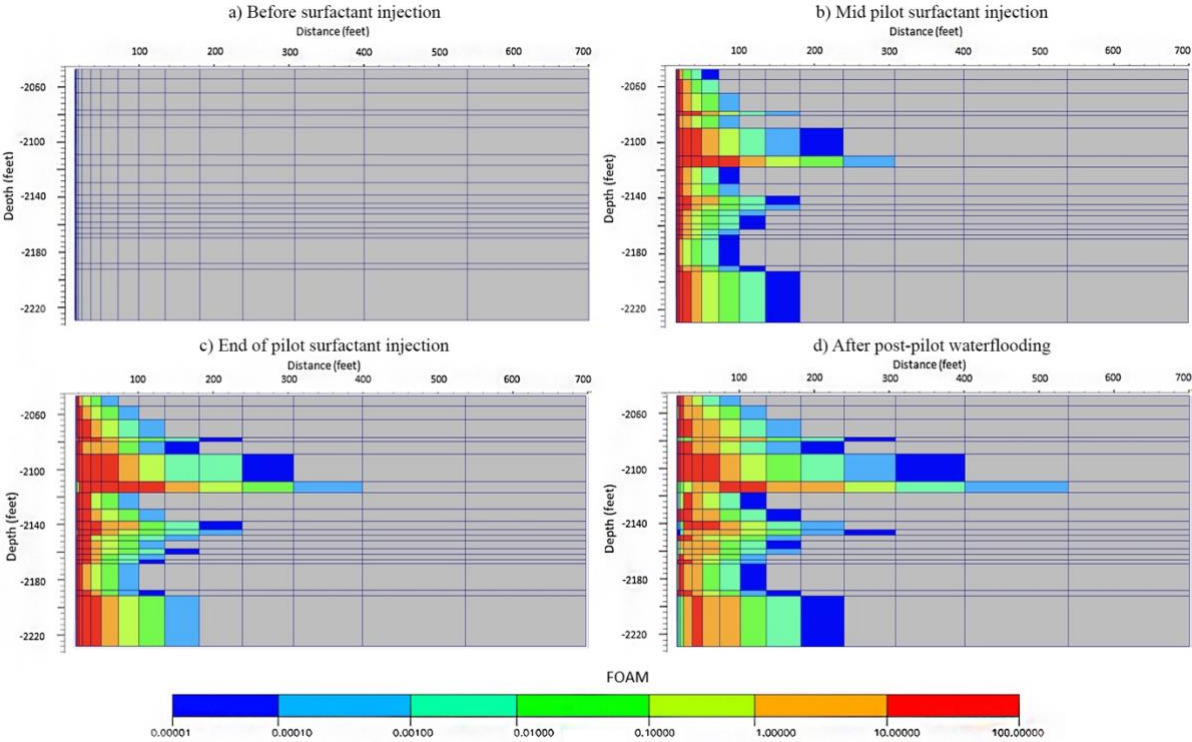 a) Before surfactant injection
Distance (feet)
100 200 300 400 500 600 700
Deoth (feet)
-2060
-2100
-2140
-2180
-2220
b) Mid pilot surfactant injection
Distance (feet)
100 200 300 400 500 600 700
Depth (feet)
-2060
-2100
-2140
-2180
-2220
c) End of pilot surfactant injection
Distance (feet)
100 200 300 400 500 600 700
Depth (feet)
-2060
-2100
-2140
-2180
-2220
d) After post-pilot waterflooding
Distance (feet)
100 200 300 400 500 600 700
Depth (feet)
-2060
-2100
-2140
-2180
-2220
FOAM
0.00001 0.00010 0.00100 0.01000 0.10000 1.00000 10.00000 100.00000